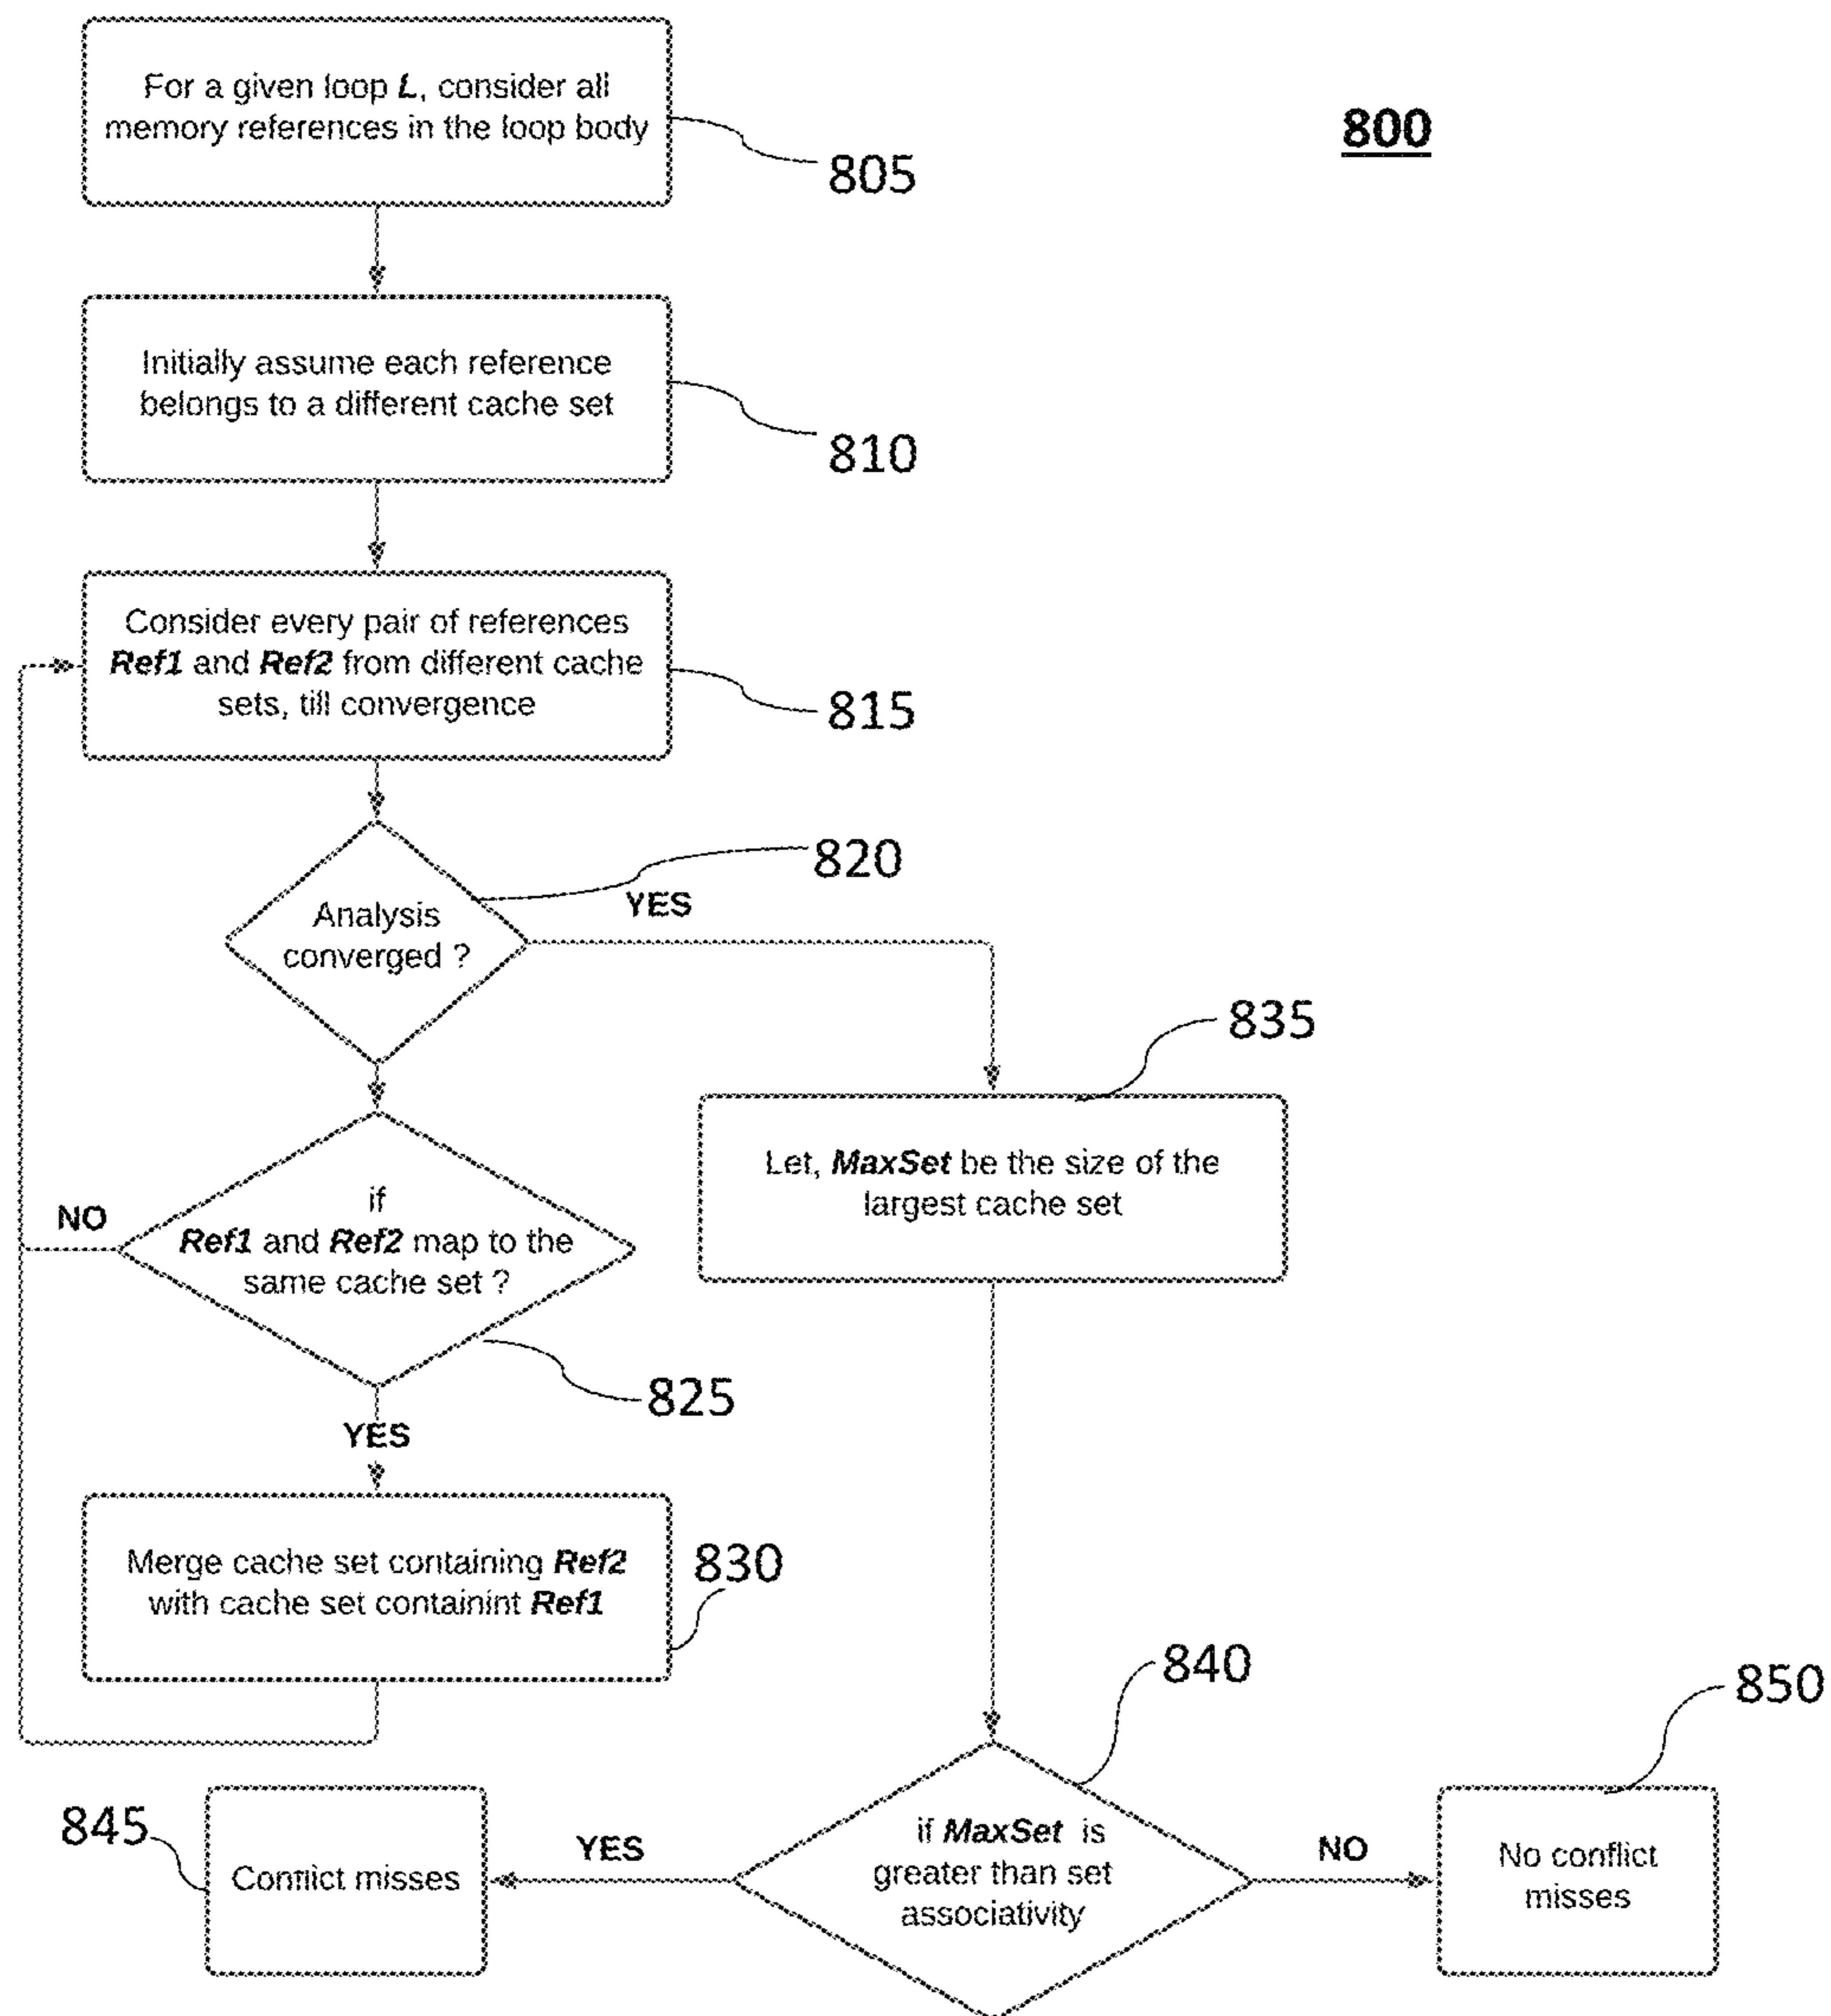 For a given loop L, consider all
memory references in the loop body
800
805
Initially assume each reference
belongs to a different cache set
810
Consider every pair of references
Ref1 and Ref2 from different cache
sets, till convergence
815
820
YES
Analysis
converged ?
835
Let, MaxSet be the size of the
largest cache set
NO
if
Ref1 and Ref2 map to the
same cache set ?
825
YES
Merge cache set containing Ref2
with cache set containint Ref1
830
840
850
845
Conflict misses
YES
if MaxSet is
greater than set
associativity
NO
No conflict
misses